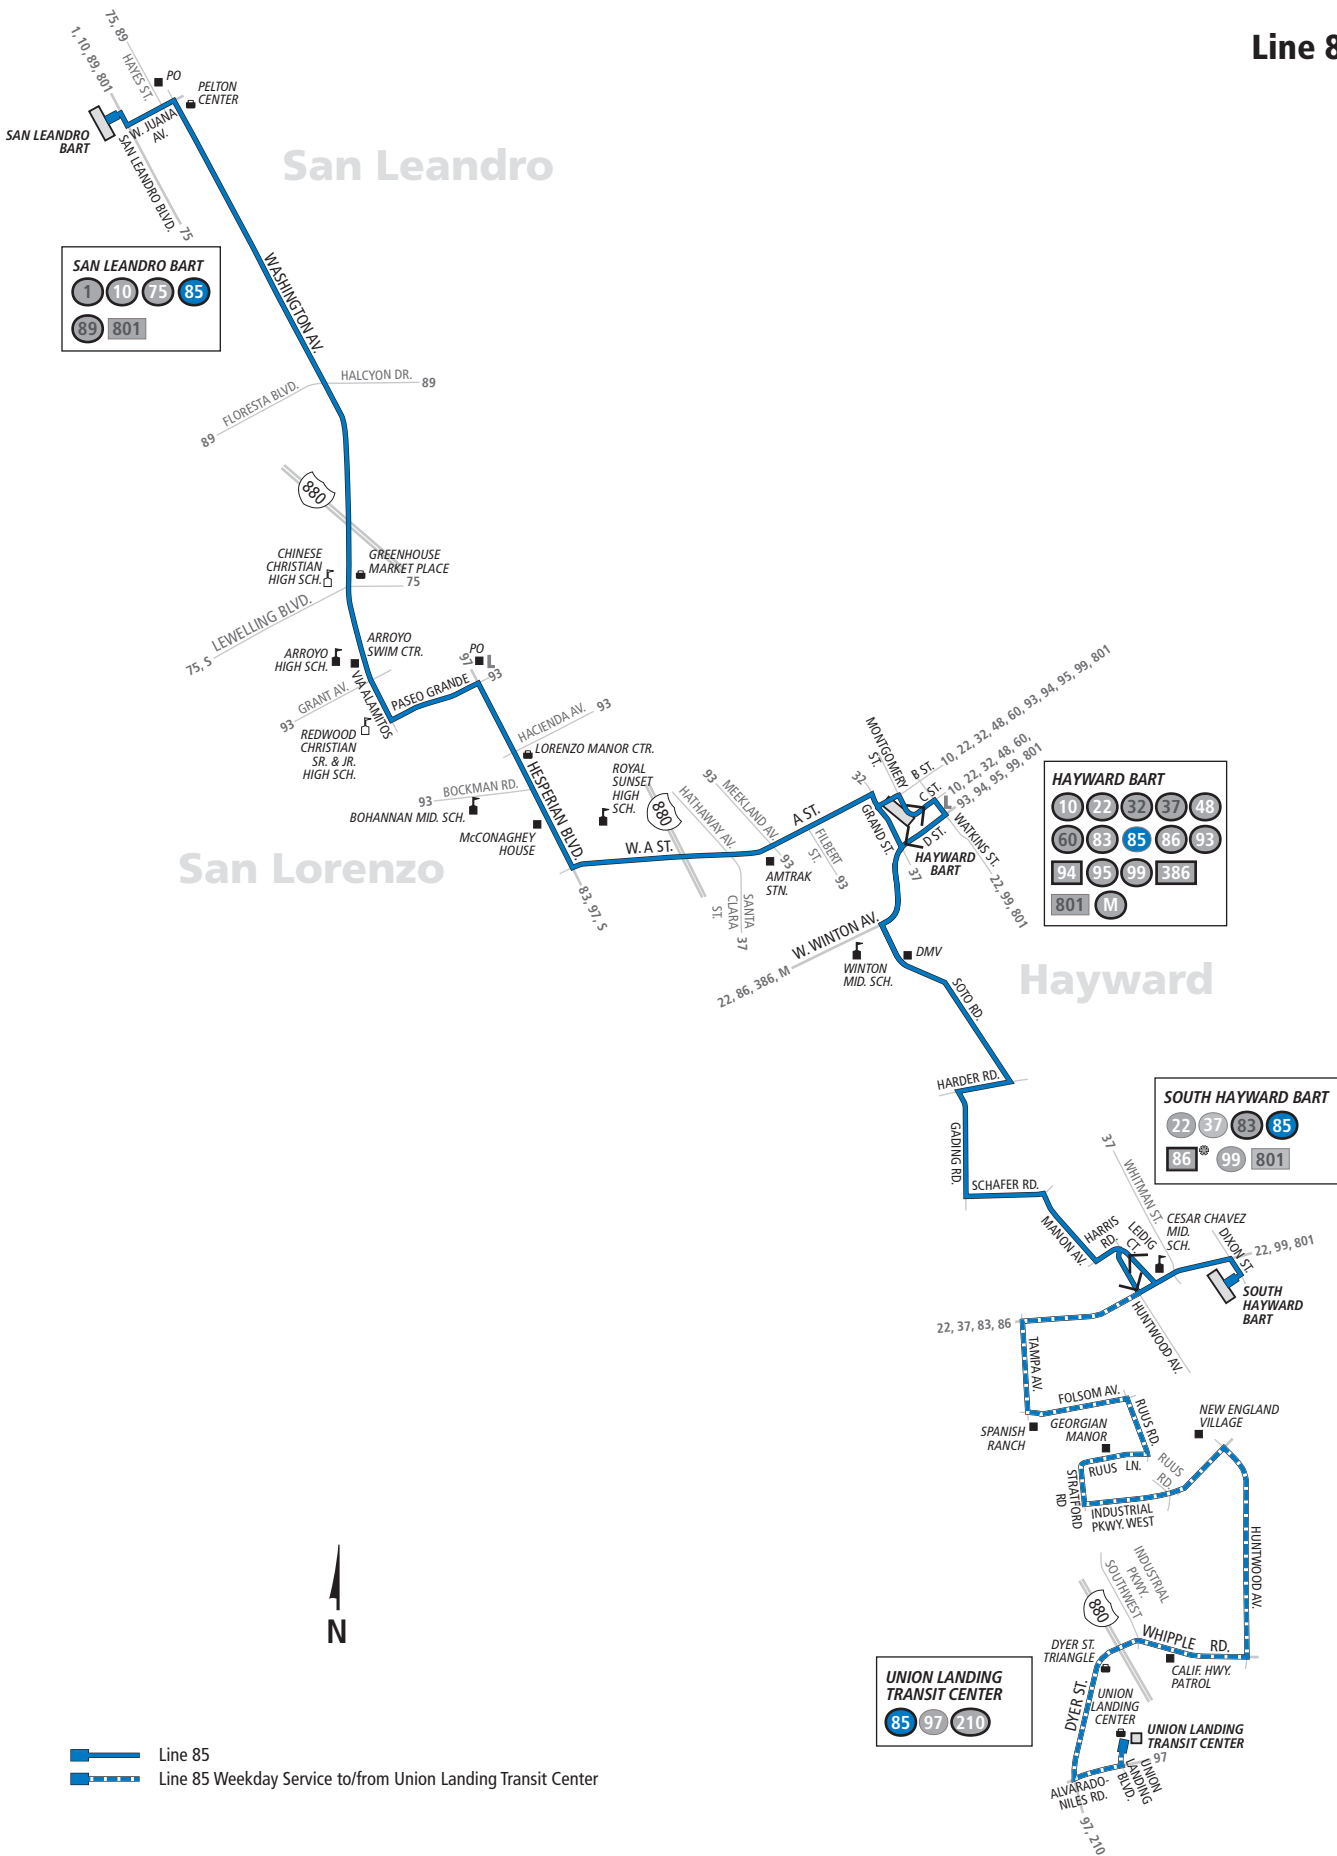 Line 8
75, 89
1, 10, 89, 801
HAYES ST.
PO
PELTON
CENTER
SAN LEANDRO
BART
W. JUANA
AV.
SAN LEANDRO BLVD.
75
San Leandro
SAN LEANDRO BART
1 10 75 85
89 801
WASHINGTON AV.
HALCYON DR.
89
FLORESTA BLVD.
89
880
CHINESE
CHRISTIAN
HIGH SCH.
GREENHOUSE
MARKET PLACE
75
LEWELLING BLVD.
75, S
ARROYO
HIGH SCH.
ARROYO
SWIM CTR.
GRANT AV.
93
VIA ALAMITOS
REDWOOD
CHRISTIAN
SR. & JR.
HIGH SCH.
PASEO GRANDE
PO
97
L
93
HACIENDA AV.
93
LORENZO MANOR CTR.
BOCKMAN RD.
93
BOHANNAN MID. SCH.
HESPERIAN BLVD.
McCONAGHEY
HOUSE
ROYAL
SUNSET
HIGH
SCH.
880
San Lorenzo
83, 97, S
W. A ST.
HATHAWAY AV.
93
MEEKLAND AV.
93
SANTA
CLARA
ST.
37
AMTRAK
STN.
A ST.
FILBERT
ST.
93
32
MONTGOMERY
ST.
B ST.
10, 22, 32, 48, 60, 93, 94, 95, 99, 801
C ST.
10, 22, 32, 48, 60,
93, 94, 95, 99, 801
L
GRAND ST.
D ST.
WATKINS ST.
22, 99, 801
HAYWARD
BART
37
HAYWARD BART
10 22 32 37 48
60 83 85 86 93
94 95 99 386
801 M
W. WINTON AV.
22, 86, 386, M
WINTON
MID. SCH.
DMV
Hayward
SOTO RD.
HARDER RD.
GADING RD.
SCHAFER RD.
MANON AV.
HARRIS
RD.
LEIDIG
CT.
37
WHITMAN ST.
CESAR CHAVEZ
MID.
SCH.
DIXON ST.
22, 99, 801
SOUTH HAYWARD BART
22 37 83 85
86 99 801
SOUTH
HAYWARD
BART
22, 37, 83, 86
HUNTWOOD AV.
TAMPA AV.
FOLSOM AV.
SPANISH
RANCH
GEORGIAN
MANOR
RUUS RD.
RUUS LN.
STRATFORD
RD
RUUS
RD.
INDUSTRIAL
PKWY. WEST
NEW ENGLAND
VILLAGE
HUNTWOOD AV.
INDUSTRIAL
PKWY.
SOUTHWEST
880
WHIPPLE RD.
DYER ST.
TRIANGLE
CALIF. HWY.
PATROL
DYER ST.
UNION
LANDING
CENTER
UNION LANDING
TRANSIT CENTER
97
UNION
LANDING
BLVD.
ALVARADO-
NILES RD.
97, 210
UNION LANDING
TRANSIT CENTER
85 97 210
N
Line 85
Line 85 Weekday Service to/from Union Landing Transit Center